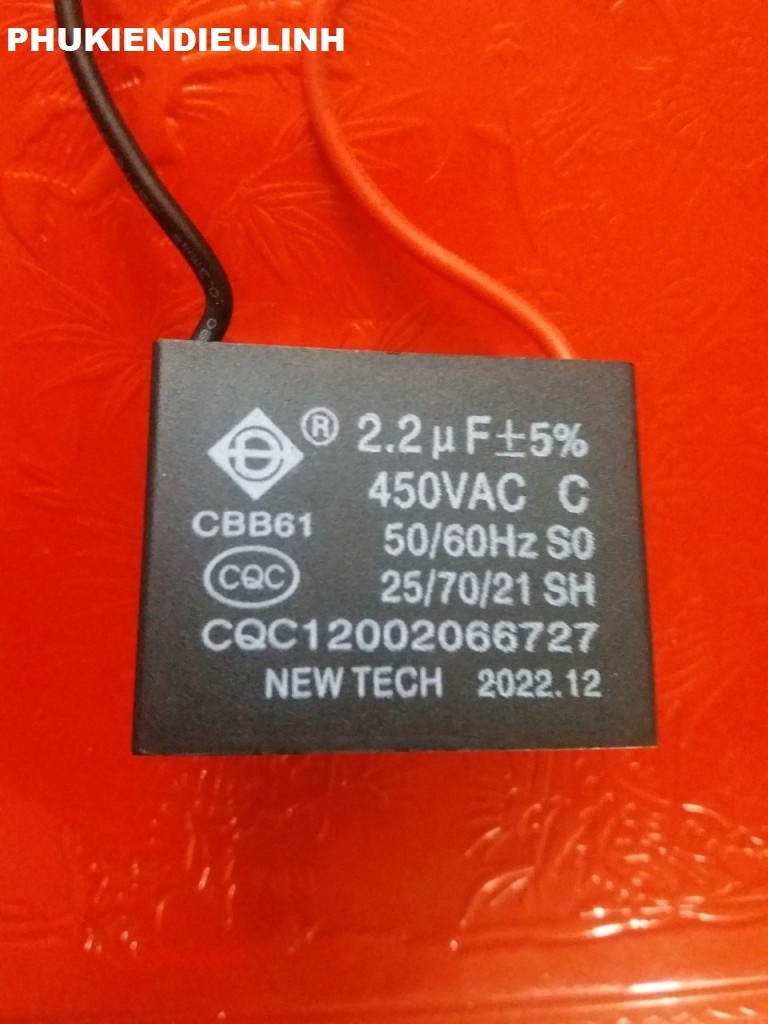 PHUKIENDIEULINH
® 2.2 µF±5%
450VAC C
CBB61
50/60Hz S0
CQC
25/70/21 SH
CQC12002066727
NEW TECH 2022.12